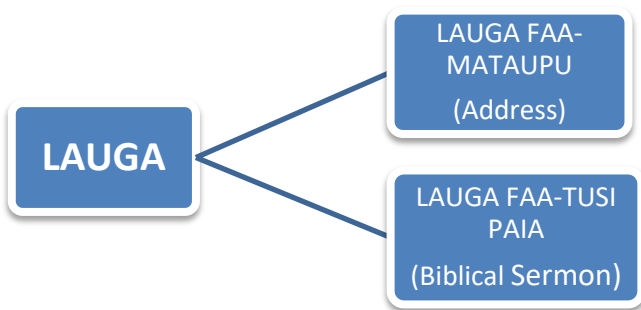 LAUGA
LAUGA FAA-
MATAUPU
(Address)
LAUGA FAA-TUSI
PAIA
(Biblical Sermon)